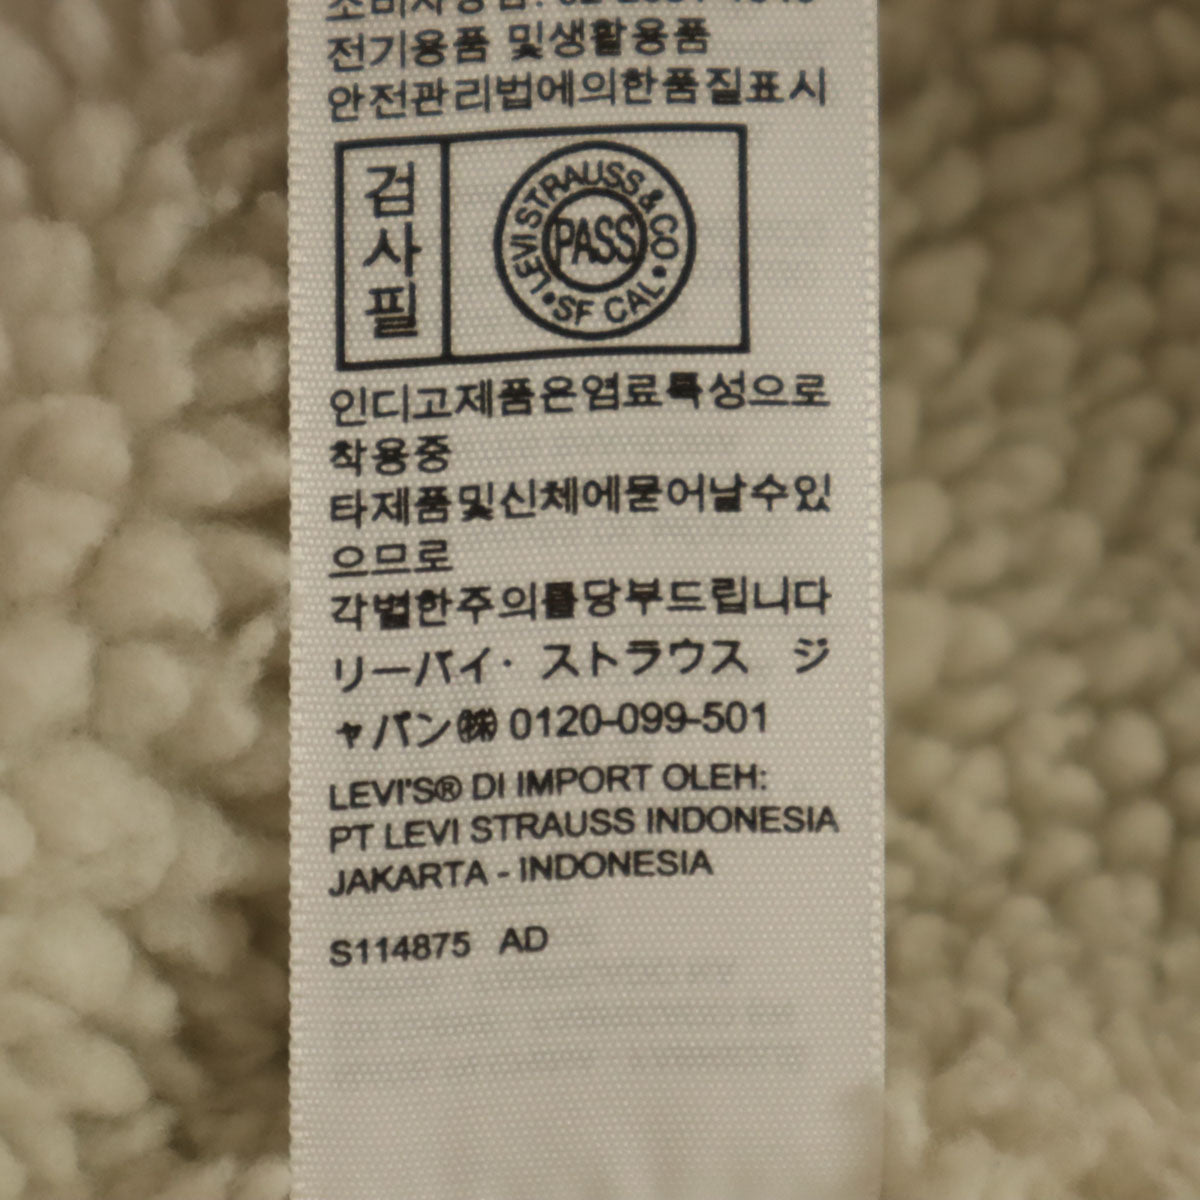 전기용품 및생활용품
안전관리법에의한품질표시
검사필
LEVI STRAUSS & CO
PASS
SF CAL
인디고제품은염료특성으로
착용중
타제품및신체에묻어날수있
으므로
각별한주의를당부드립니다
リーバイ・ストラウス ジ
ャパン㈱ 0120-099-501
LEVI'S® DI IMPORT OLEH:
PT LEVI STRAUSS INDONESIA
JAKARTA - INDONESIA
S114875 AD